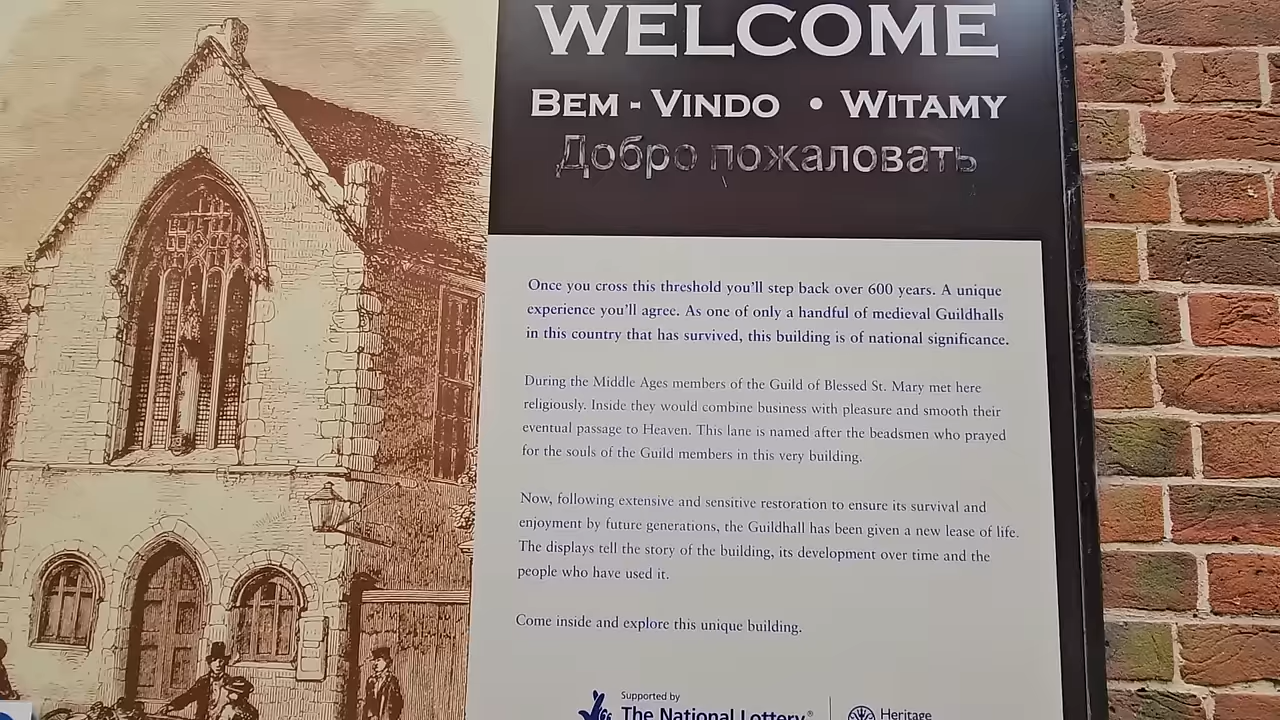 WELCOME
BEM - VINDO • WITAMY
Добро пожаловать
Once you cross this threshold you'll step back over 600 years. A unique
experience you'll agree. As one of only a handful of medieval Guildhalls
in this country that has survived, this building is of national significance.
During the Middle Ages members of the Guild of Blessed St. Mary met here
religiously. Inside they would combine business with pleasure and smooth their
eventual passage to Heaven. This lane is named after the beadsmen who prayed
for the souls of the Guild members in this very building.
Now, following extensive and sensitive restoration to ensure its survival and
enjoyment by future generations, the Guildhall has been given a new lease of life.
The displays tell the story of the building, its development over time and the
people who have used it.
Come inside and explore this unique building.
Supported by
The National Lottery®
Heritage